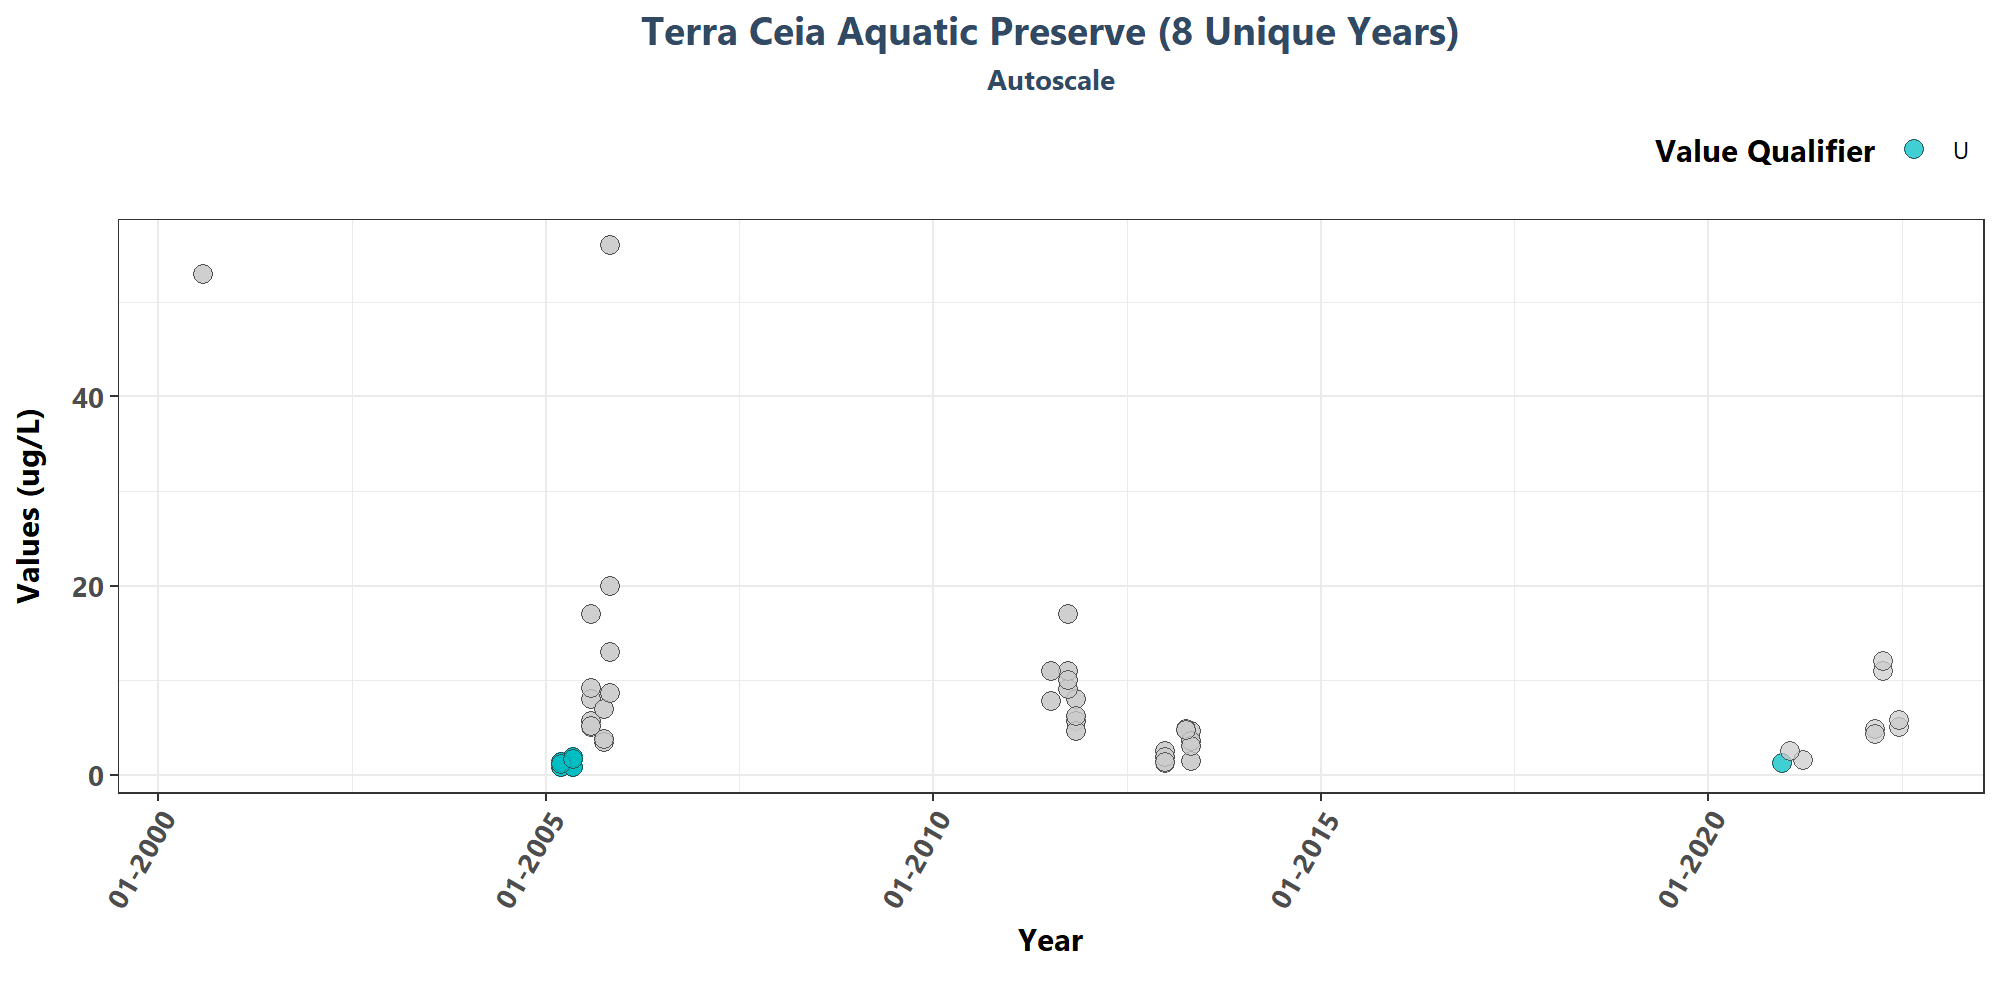 Terra Ceia Aquatic Preserve (8 Unique Years)
Autoscale
Value Qualifier U
Values (ug/L)
40
20
0
01-2000
01-2005
01-2010
01-2015
01-2020
Year